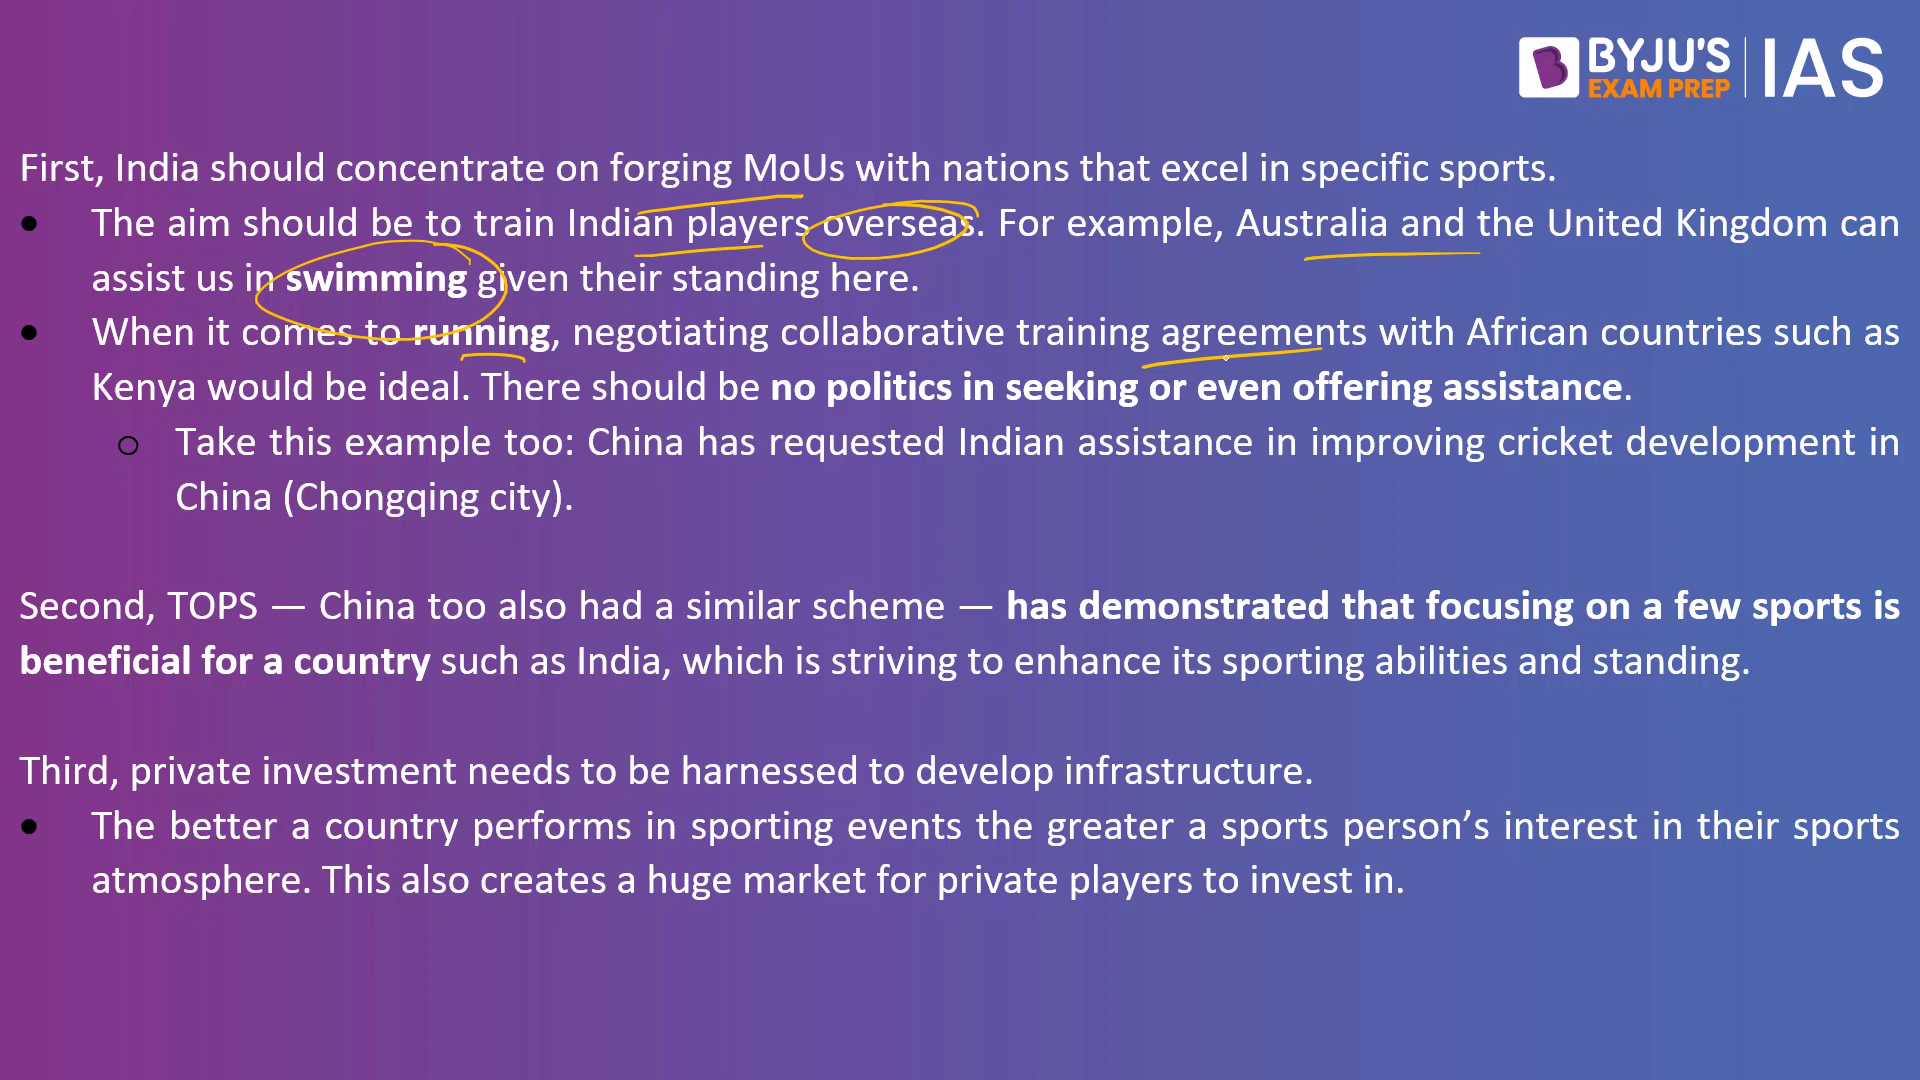 BYJU'S
EXAM PREP
IAS
First, India should concentrate on forging MoUs with nations that excel in specific sports.
● The aim should be to train Indian players overseas. For example, Australia and the United Kingdom can
assist us in swimming given their standing here.
● When it comes to running, negotiating collaborative training agreements with African countries such as
Kenya would be ideal. There should be no politics in seeking or even offering assistance.
○ Take this example too: China has requested Indian assistance in improving cricket development in
China (Chongqing city).
Second, TOPS — China too also had a similar scheme — has demonstrated that focusing on a few sports is
beneficial for a country such as India, which is striving to enhance its sporting abilities and standing.
Third, private investment needs to be harnessed to develop infrastructure.
● The better a country performs in sporting events the greater a sports person’s interest in their sports
atmosphere. This also creates a huge market for private players to invest in.